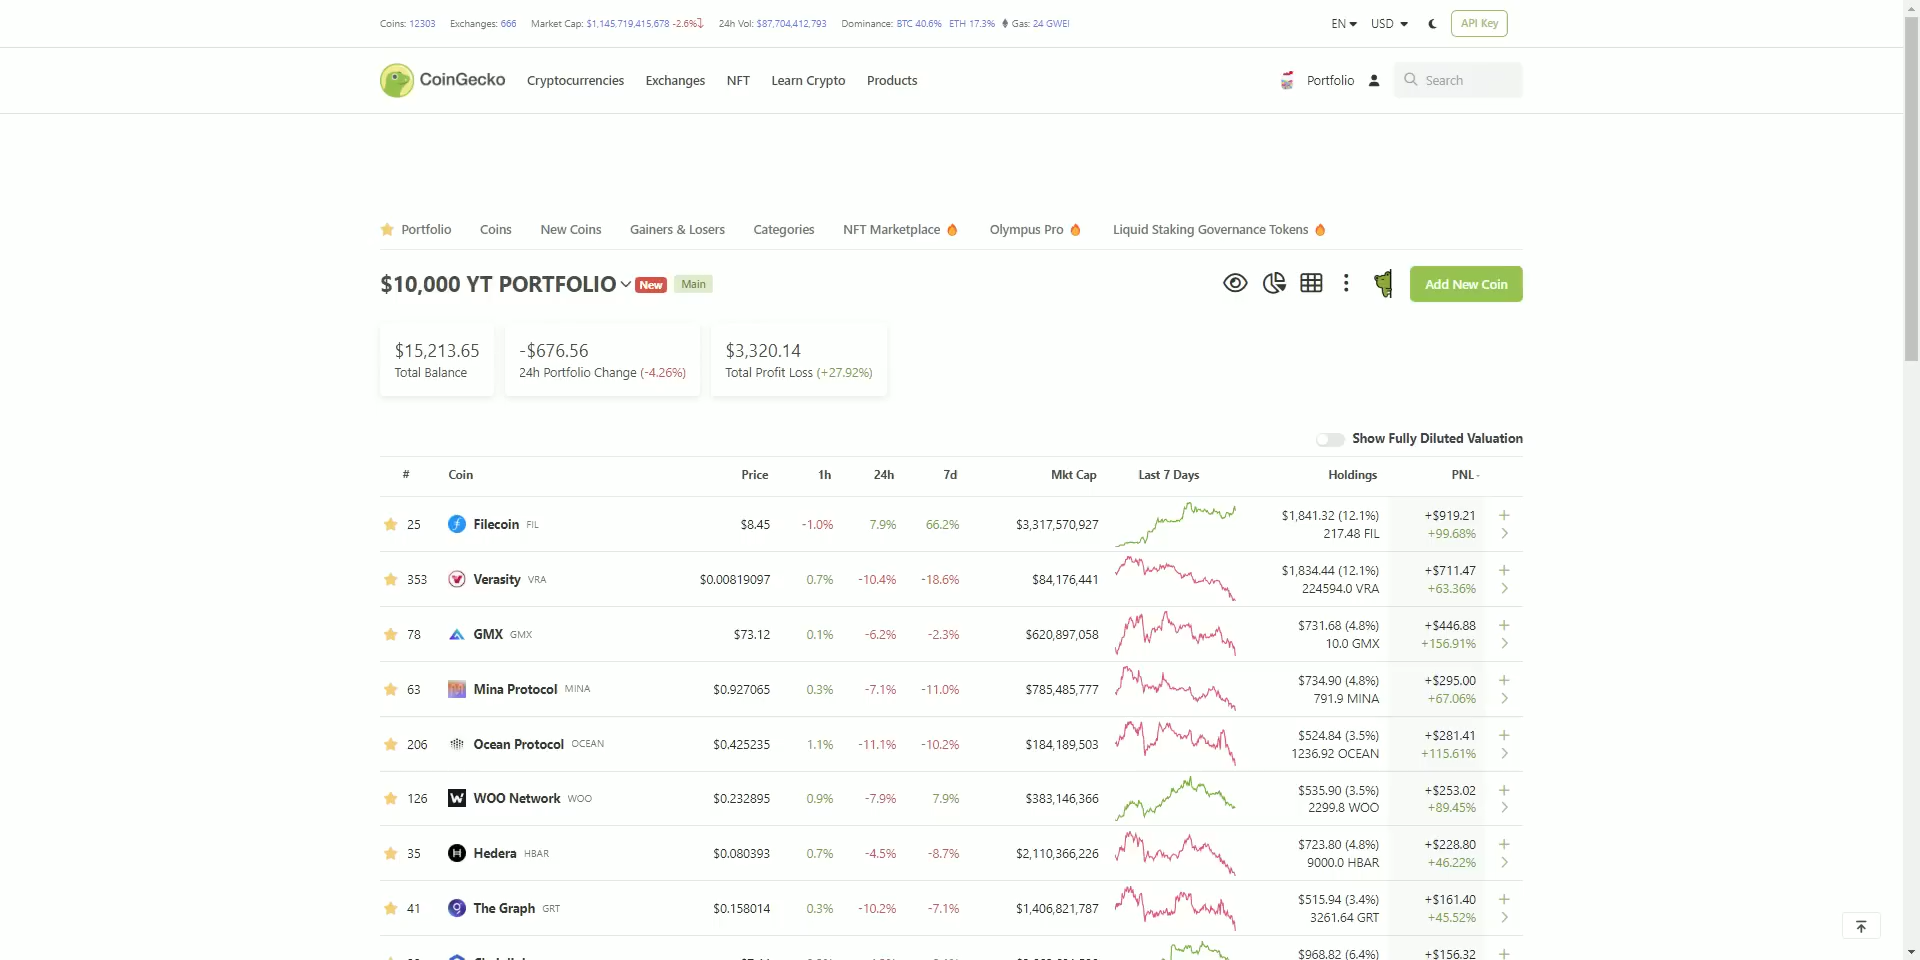 Coins: 12303 Exchanges: 666 Market Cap: $1,145,719,415,678 -2.6% 24h Vol: $87,704,412,793 Dominance: BTC 40.6% ETH 17.3% Gas: 24 GWEI EN USD API Key
CoinGecko Cryptocurrencies Exchanges NFT Learn Crypto Products Portfolio Search
Portfolio Coins New Coins Gainers & Losers Categories NFT Marketplace Olympus Pro Liquid Staking Governance Tokens
$10,000 YT PORTFOLIO New Main Add New Coin
$15,213.65 -$676.56 $3,320.14
Total Balance 24h Portfolio Change (-4.26%) Total Profit Loss (+27.92%)
Show Fully Diluted Valuation
# Coin Price 1h 24h 7d Mkt Cap Last 7 Days Holdings PNL
25 Filecoin FIL $8.45 -1.0% 7.9% 66.2% $3,317,570,927 $1,841.32 (12.1%) +$919.21
217.48 FIL +99.68%
353 Verasity VRA $0.00819097 0.7% -10.4% -18.6% $84,176,441 $1,834.44 (12.1%) +$711.47
224594.0 VRA +63.36%
78 GMX GMX $73.12 0.1% -6.2% -2.3% $620,897,058 $731.68 (4.8%) +$446.88
10.0 GMX +156.91%
63 Mina Protocol MINA $0.927065 0.3% -7.1% -11.0% $785,485,777 $734.90 (4.8%) +$295.00
791.9 MINA +67.06%
206 Ocean Protocol OCEAN $0.425235 1.1% -11.1% -10.2% $184,189,503 $524.84 (3.5%) +$281.41
1236.92 OCEAN +115.61%
126 WOO Network WOO $0.232895 0.9% -7.9% 7.9% $383,146,366 $535.90 (3.5%) +$253.02
2299.8 WOO +89.45%
35 Hedera HBAR $0.080393 0.7% -4.5% -8.7% $2,110,366,226 $723.80 (4.8%) +$228.80
9000.0 HBAR +46.22%
41 The Graph GRT $0.158014 0.3% -10.2% -7.1% $1,406,821,787 $515.94 (3.4%) +$161.40
3261.64 GRT +45.52%
$968.82 (6.4%) +$156.32